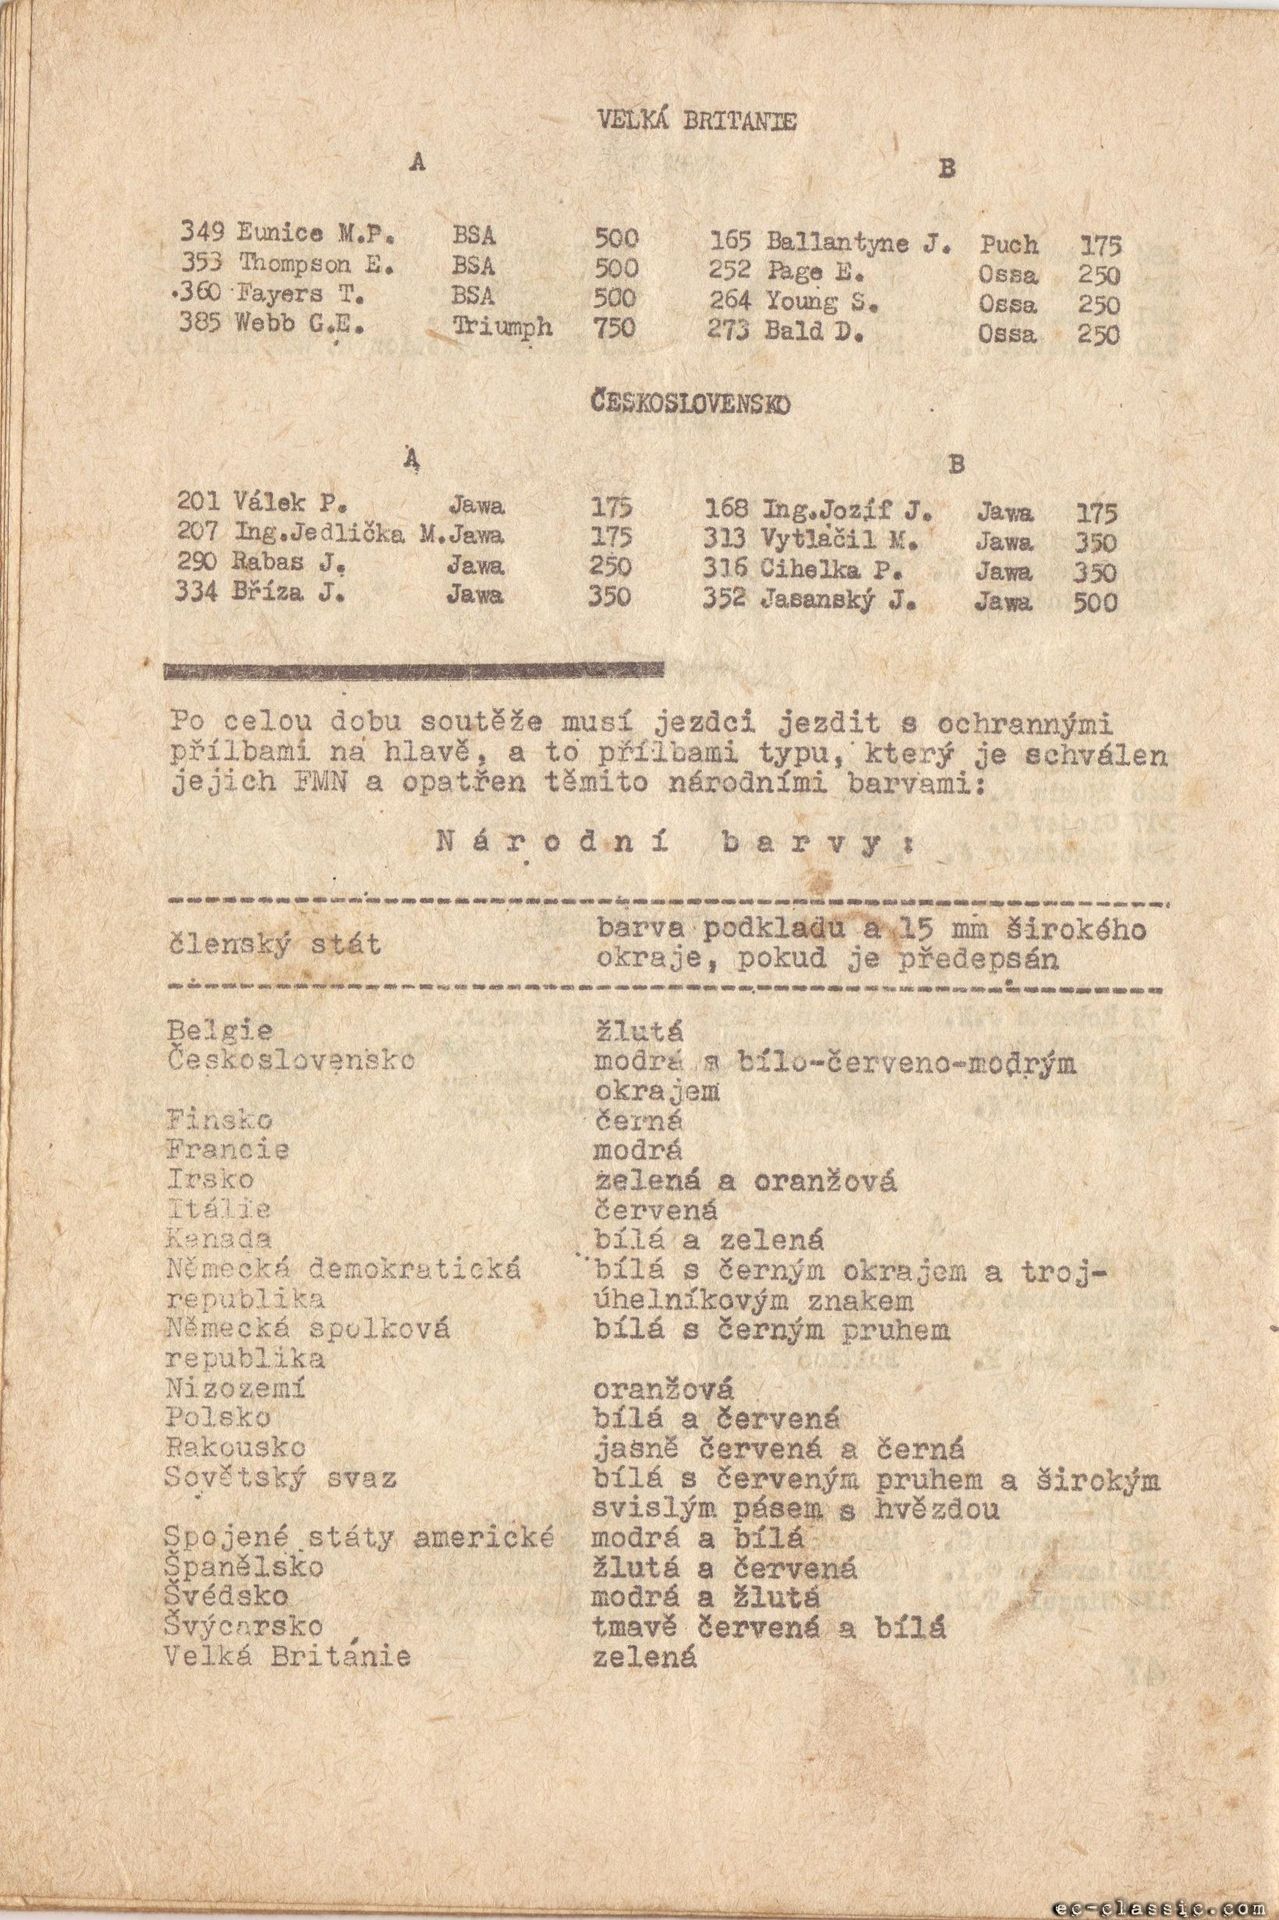 VELKÁ BRITANIE
A B
349 Eunice M.P. BSA 500 165 Ballantyne J. Puch 175
353 Thompson E. BSA 500 252 Page E. Ossa 250
360 Fayers T. BSA 500 264 Young S. Ossa 250
385 Webb G.E. Triumph 750 273 Bald D. Ossa 250
ČESKOSLOVENSKO
A B
201 Válek P. Jawa 175 168 Ing.Jozíf J. Jawa 175
207 Ing.Jedlička M.Jawa 175 313 Vytlačil M. Jawa 350
290 Rabas J. Jawa 250 316 Cihelka P. Jawa 350
334 Bříza J. Jawa 350 352 Jasanský J. Jawa 500
Po celou dobu soutěže musí jezdci jezdit s ochrannými
přílbami na hlavě, a to přílbami typu, který je schválen
jejich FMN a opatřen těmito národními barvami:
Národní barvy:
členský stát barva podkladu a 15 mm širokého
okraje, pokud je předepsán
Belgie žlutá
Československo modrá s bílo-červeno-modrým
okrajem
Finsko černá
Francie modrá
Irsko zelená a oranžová
Itálie červená
Kanada bílá a zelená
Německá demokratická bílá s černým okrajem a troj-
republika úhelníkovým znakem
Německá spolková bílá s černým pruhem
republika
Nizozemí oranžová
Polsko bílá a červená
Rakousko jasně červená a černá
Sovětský svaz bílá s červeným pruhem a širokým
svislým pásem s hvězdou
Spojené státy americké modrá a bílá
Španělsko žlutá a červená
Švédsko modrá a žlutá
Švýcarsko tmavě červená a bílá
Velká Británie zelená
ec-classic.com